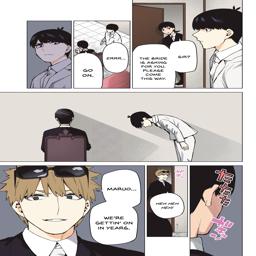 SIR?
THE BRIDE
IS ASKING
FOR YOU.
PLEASE
COME
THIS WAY.
ERRR...
GO
ON.
MARUO...
WE'RE
GETTIN' ON
IN YEARS.
HEH HEH
HEH!